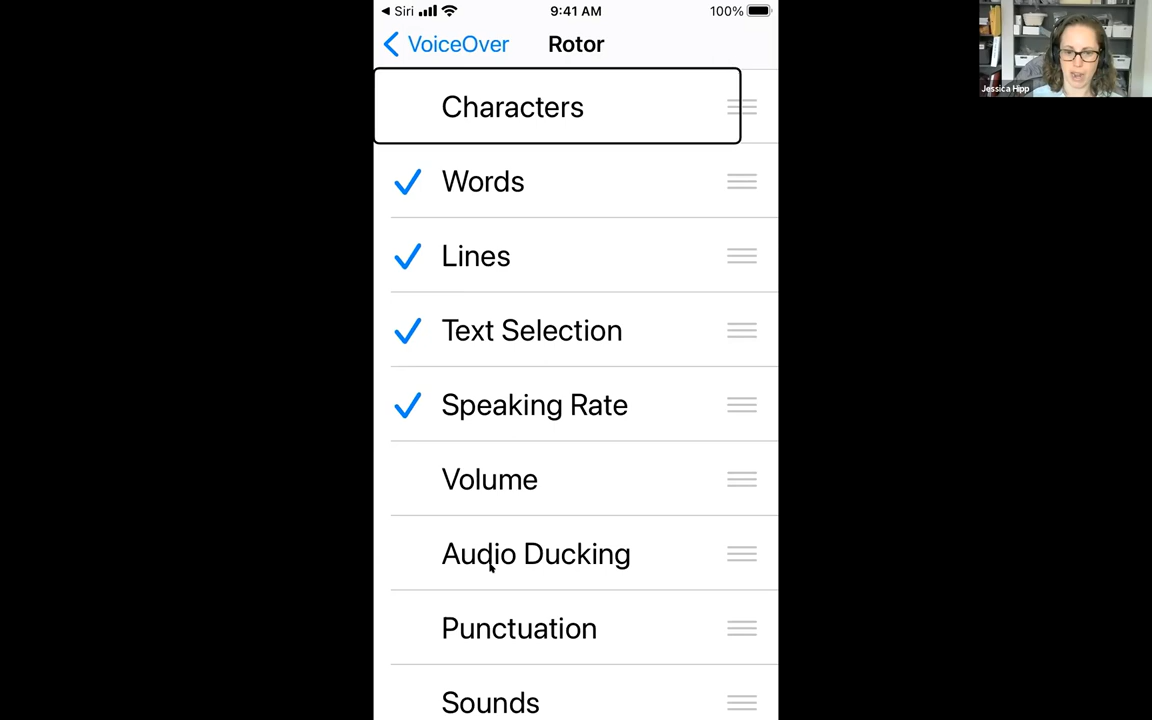 Siri 9:41 AM 100%
VoiceOver Rotor
Characters
Words
Lines
Text Selection
Speaking Rate
Volume
Audio Ducking
Punctuation
Sounds
Jessica Hipp